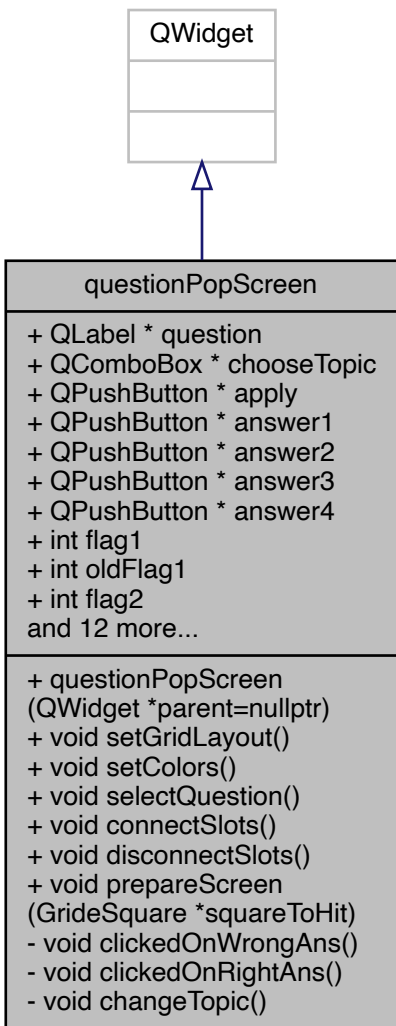 QWidget
questionPopScreen
+ QLabel * question
+ QComboBox * chooseTopic
+ QPushButton * apply
+ QPushButton * answer1
+ QPushButton * answer2
+ QPushButton * answer3
+ QPushButton * answer4
+ int flag1
+ int oldFlag1
+ int flag2
and 12 more...
+ questionPopScreen
(QWidget *parent=nullptr)
+ void setGridLayout()
+ void setColors()
+ void selectQuestion()
+ void connectSlots()
+ void disconnectSlots()
+ void prepareScreen
(GrideSquare *squareToHit)
- void clickedOnWrongAns()
- void clickedOnRightAns()
- void changeTopic()